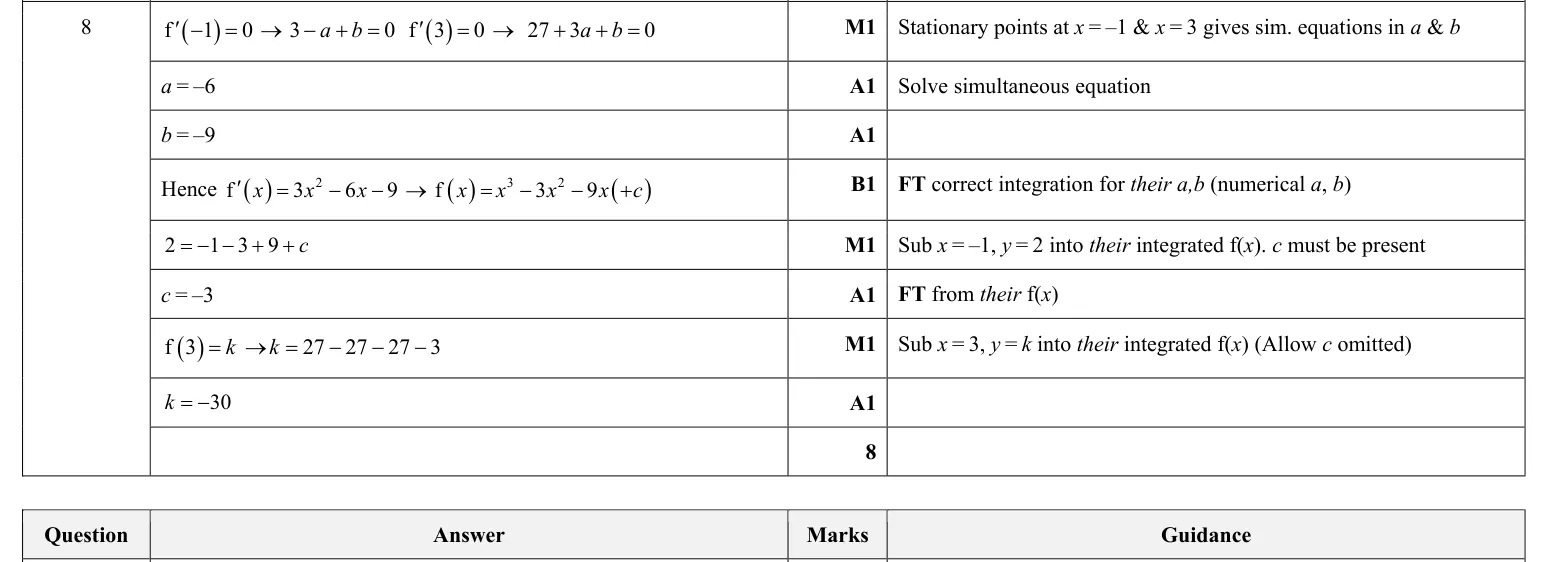 8 f′(−1) = 0 → 3 − a + b = 0 f′(3) = 0 → 27 + 3a + b = 0 M1 Stationary points at x = –1 & x = 3 gives sim. equations in a & b
a = –6 A1 Solve simultaneous equation
b = –9 A1
Hence f′(x) = 3x² − 6x − 9 → f(x) = x³ − 3x² − 9x(+c) B1 FT correct integration for their a,b (numerical a, b)
2 = −1 − 3 + 9 + c M1 Sub x = –1, y = 2 into their integrated f(x). c must be present
c = –3 A1 FT from their f(x)
f(3) = k → k = 27 − 27 − 27 − 3 M1 Sub x = 3, y = k into their integrated f(x) (Allow c omitted)
k = −30 A1
8
Question Answer Marks Guidance